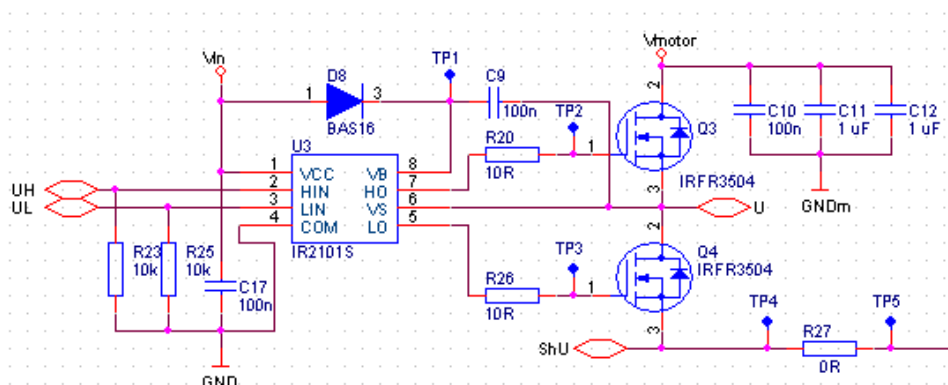 Vmotor
Vin
D8
TP1
C9
1
3
2
BAS16
100n
TP2
Q3
C10
100n
C11
1 uF
C12
1 uF
U3
R20
1
10R
IRFR3504
1
VCC
VB
8
2
HIN
HO
7
3
LIN
VS
6
4
COM
LO
5
IR2101S
UH
UL
3
U
GNDm
2
R23
10k
R25
10k
C17
100n
TP3
Q4
IRFR3504
R26
1
10R
TP4
TP5
3
R27
0R
ShU
GND